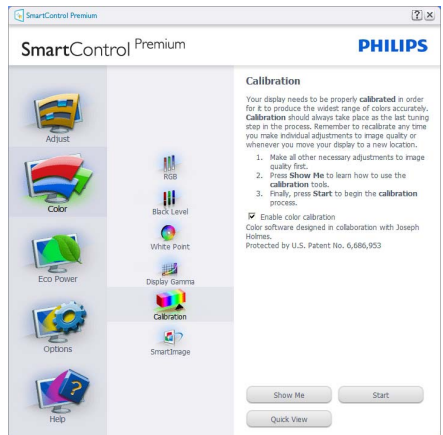 SmartControl Premium
? ×
SmartControl Premium
PHILIPS
Adjust
Color
Eco Power
Options
Help
RGB
Black Level
White Point
Display Gamma
Calibration
SmartImage
Calibration
Your display needs to be properly calibrated in order
for it to produce the widest range of colors accurately.
Calibration should always take place as the last tuning
step in the process. Remember to recalibrate any time
you make individual adjustments to image quality or
whenever you move your display to a new location.
1. Make all other necessary adjustments to image
quality first.
2. Press Show Me to learn how to use the
calibration tools.
3. Finally, press Start to begin the calibration
process.
Enable color calibration
Color software designed in collaboration with Joseph
Holmes.
Protected by U.S. Patent No. 6,686,953
Show Me
Start
Quick View